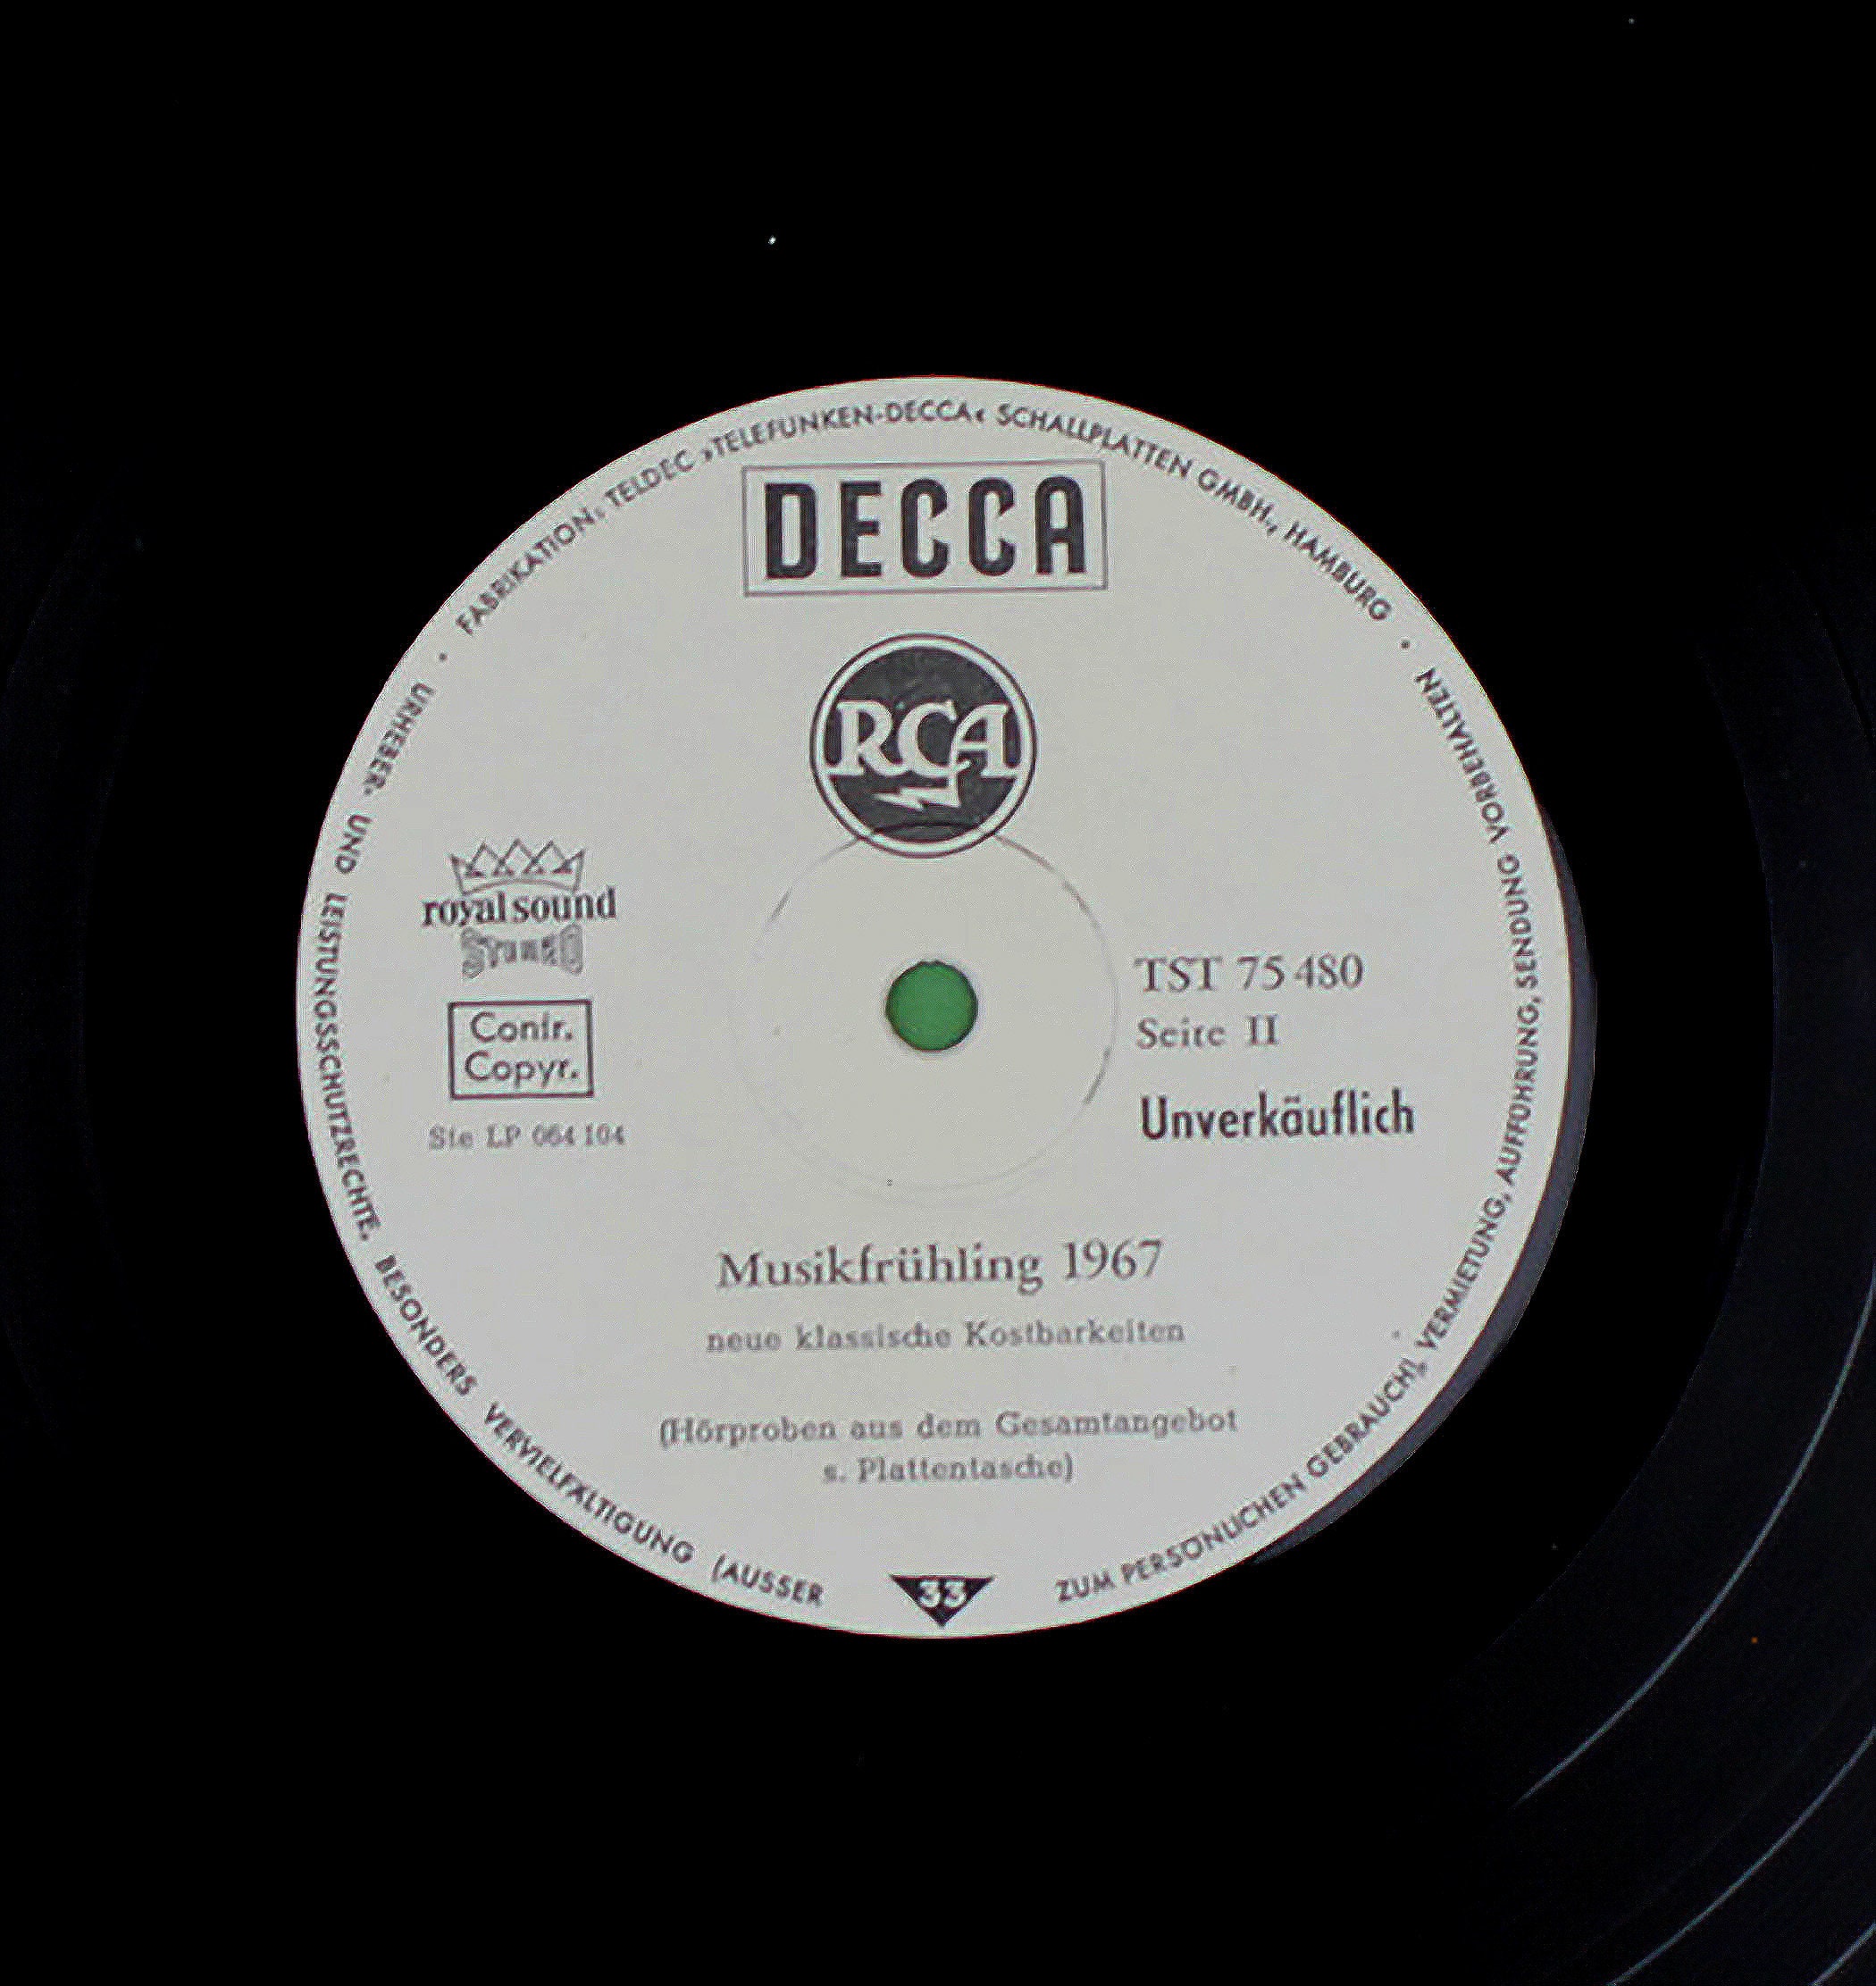 FABRIKATION: TELDEC »TELEFUNKEN-DECCA« SCHALLPLATTEN GMBH., HAMBURG •
URHEBER- UND LEISTUNGSSCHUTZRECHTE, BESONDERS VERVIELFÄLTIGUNG (AUSSER
ZUM PERSÖNLICHEN GEBRAUCH), VERMIETUNG, AUFFÜHRUNG, SENDUNG VORBEHALTEN •
DECCA
RCA
royal sound
STEREO
Contr.
Copyr.
Ste LP 064 104
TST 75 480
Seite II
Unverkäuflich
Musikfrühling 1967
neue klassische Kostbarkeiten
(Hörproben aus dem Gesamtangebot
s. Plattentasche)
33